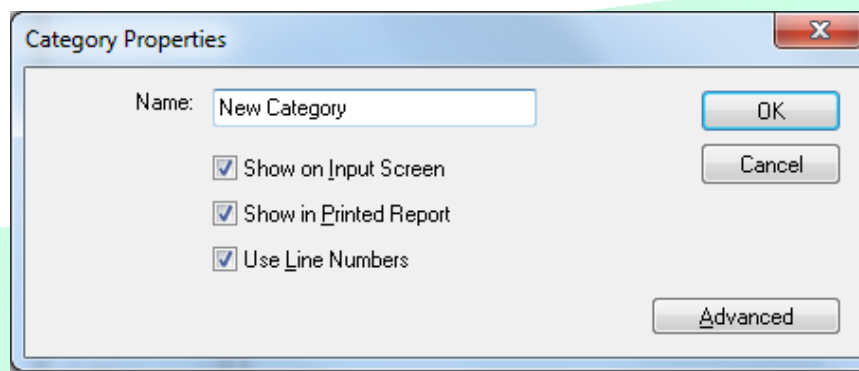 Category Properties
x
Name: New Category
OK
Show on Input Screen
Cancel
Show in Printed Report
Use Line Numbers
Advanced